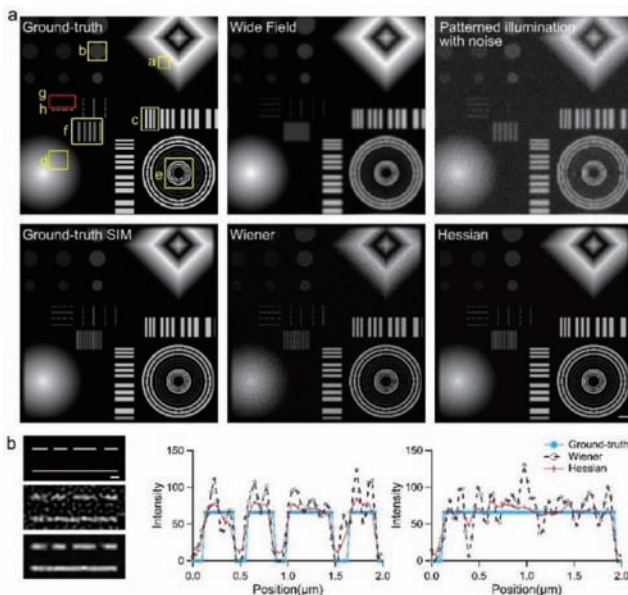 a
Ground-truth
Wide Field
Patterned illumination
with noise
b
a
g
h
c
f
d
e
Ground-truth SIM
Wiener
Hessian
b
150
100
50
0
Intensity
0.0
0.5
1.0
1.5
2.0
Position(μm)
150
100
50
0
Intensity
0.0
0.5
1.0
1.5
2.0
Position(μm)
Ground-truth
Wiener
Hessian